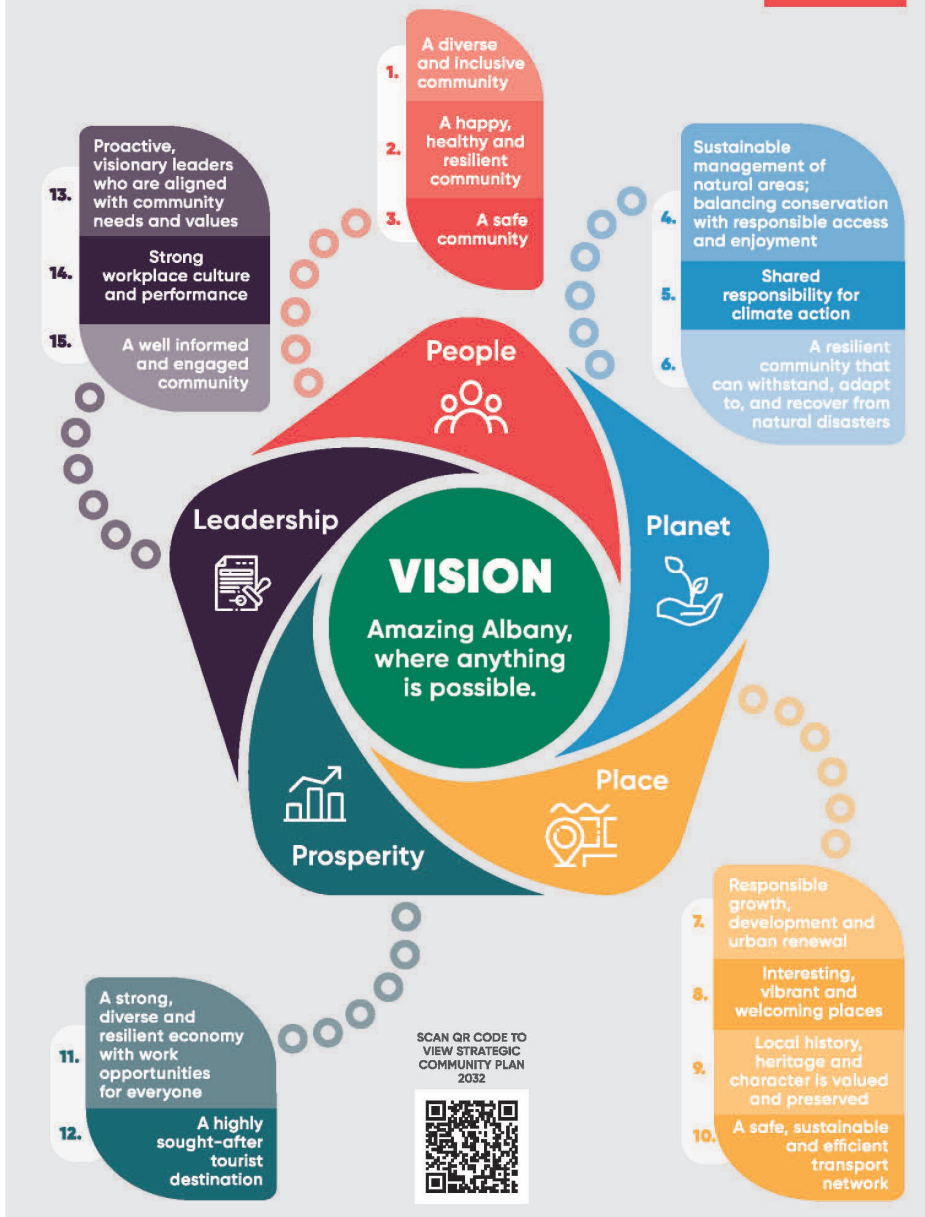 1.
A diverse
and inclusive
community
2.
A happy,
healthy and
resilient
community
3.
A safe
community
13.
Proactive,
visionary leaders
who are aligned
with community
needs and values
14.
Strong
workplace culture
and performance
15.
A well informed
and engaged
community
4.
Sustainable
management of
natural areas;
balancing conservation
with responsible access
and enjoyment
5.
Shared
responsibility for
climate action
6.
A resilient
community that
can withstand, adapt
to, and recover from
natural disasters
People
Leadership
Planet
VISION
Amazing Albany,
where anything
is possible.
Place
Prosperity
7.
Responsible
growth,
development and
urban renewal
8.
Interesting,
vibrant and
welcoming places
9.
Local history,
heritage and
character is valued
and preserved
10.
A safe, sustainable
and efficient
transport
network
11.
A strong,
diverse and
resilient economy
with work
opportunities
for everyone
12.
A highly
sought-after
tourist
destination
SCAN QR CODE TO
VIEW STRATEGIC
COMMUNITY PLAN
2032